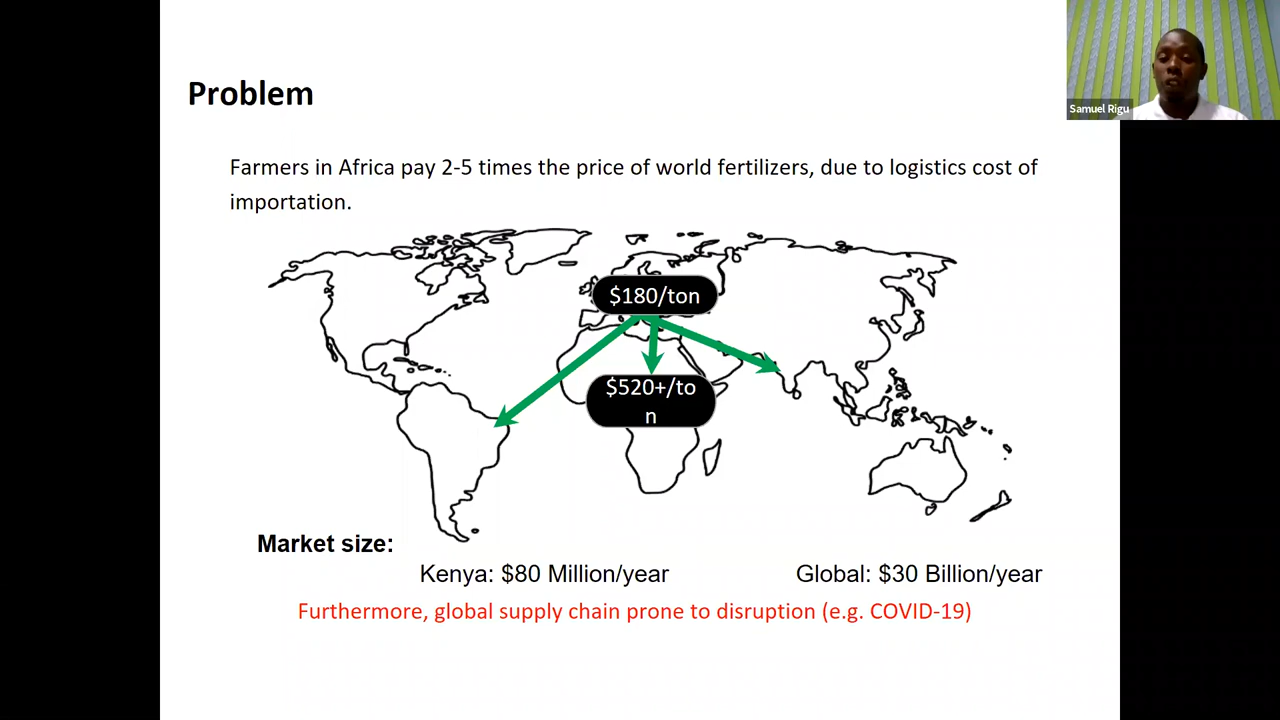 Problem
Samuel Rigu
Farmers in Africa pay 2-5 times the price of world fertilizers, due to logistics cost of
importation.
$180/ton
$520+/to
n
Market size:
Kenya: $80 Million/year
Global: $30 Billion/year
Furthermore, global supply chain prone to disruption (e.g. COVID-19)